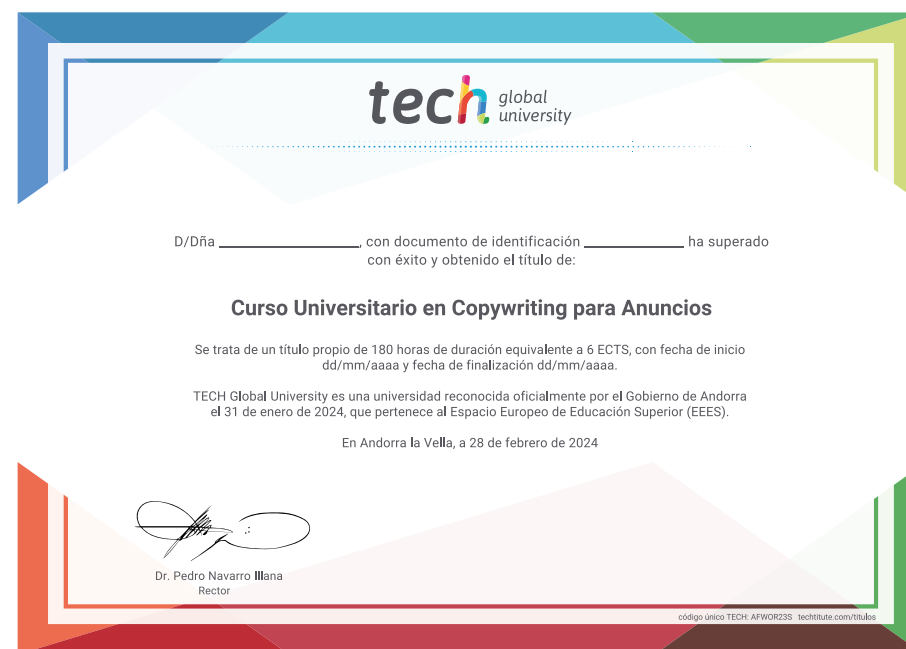 tech global
university
D/Dña ____________________, con documento de identificación ______________ ha superado
con éxito y obtenido el título de:
Curso Universitario en Copywriting para Anuncios
Se trata de un título propio de 180 horas de duración equivalente a 6 ECTS, con fecha de inicio
dd/mm/aaaa y fecha de finalización dd/mm/aaaa.
TECH Global University es una universidad reconocida oficialmente por el Gobierno de Andorra
el 31 de enero de 2024, que pertenece al Espacio Europeo de Educación Superior (EEES).
En Andorra la Vella, a 28 de febrero de 2024
Dr. Pedro Navarro Illana
Rector
código único TECH: AFWOR23S techtitute.com/titulos